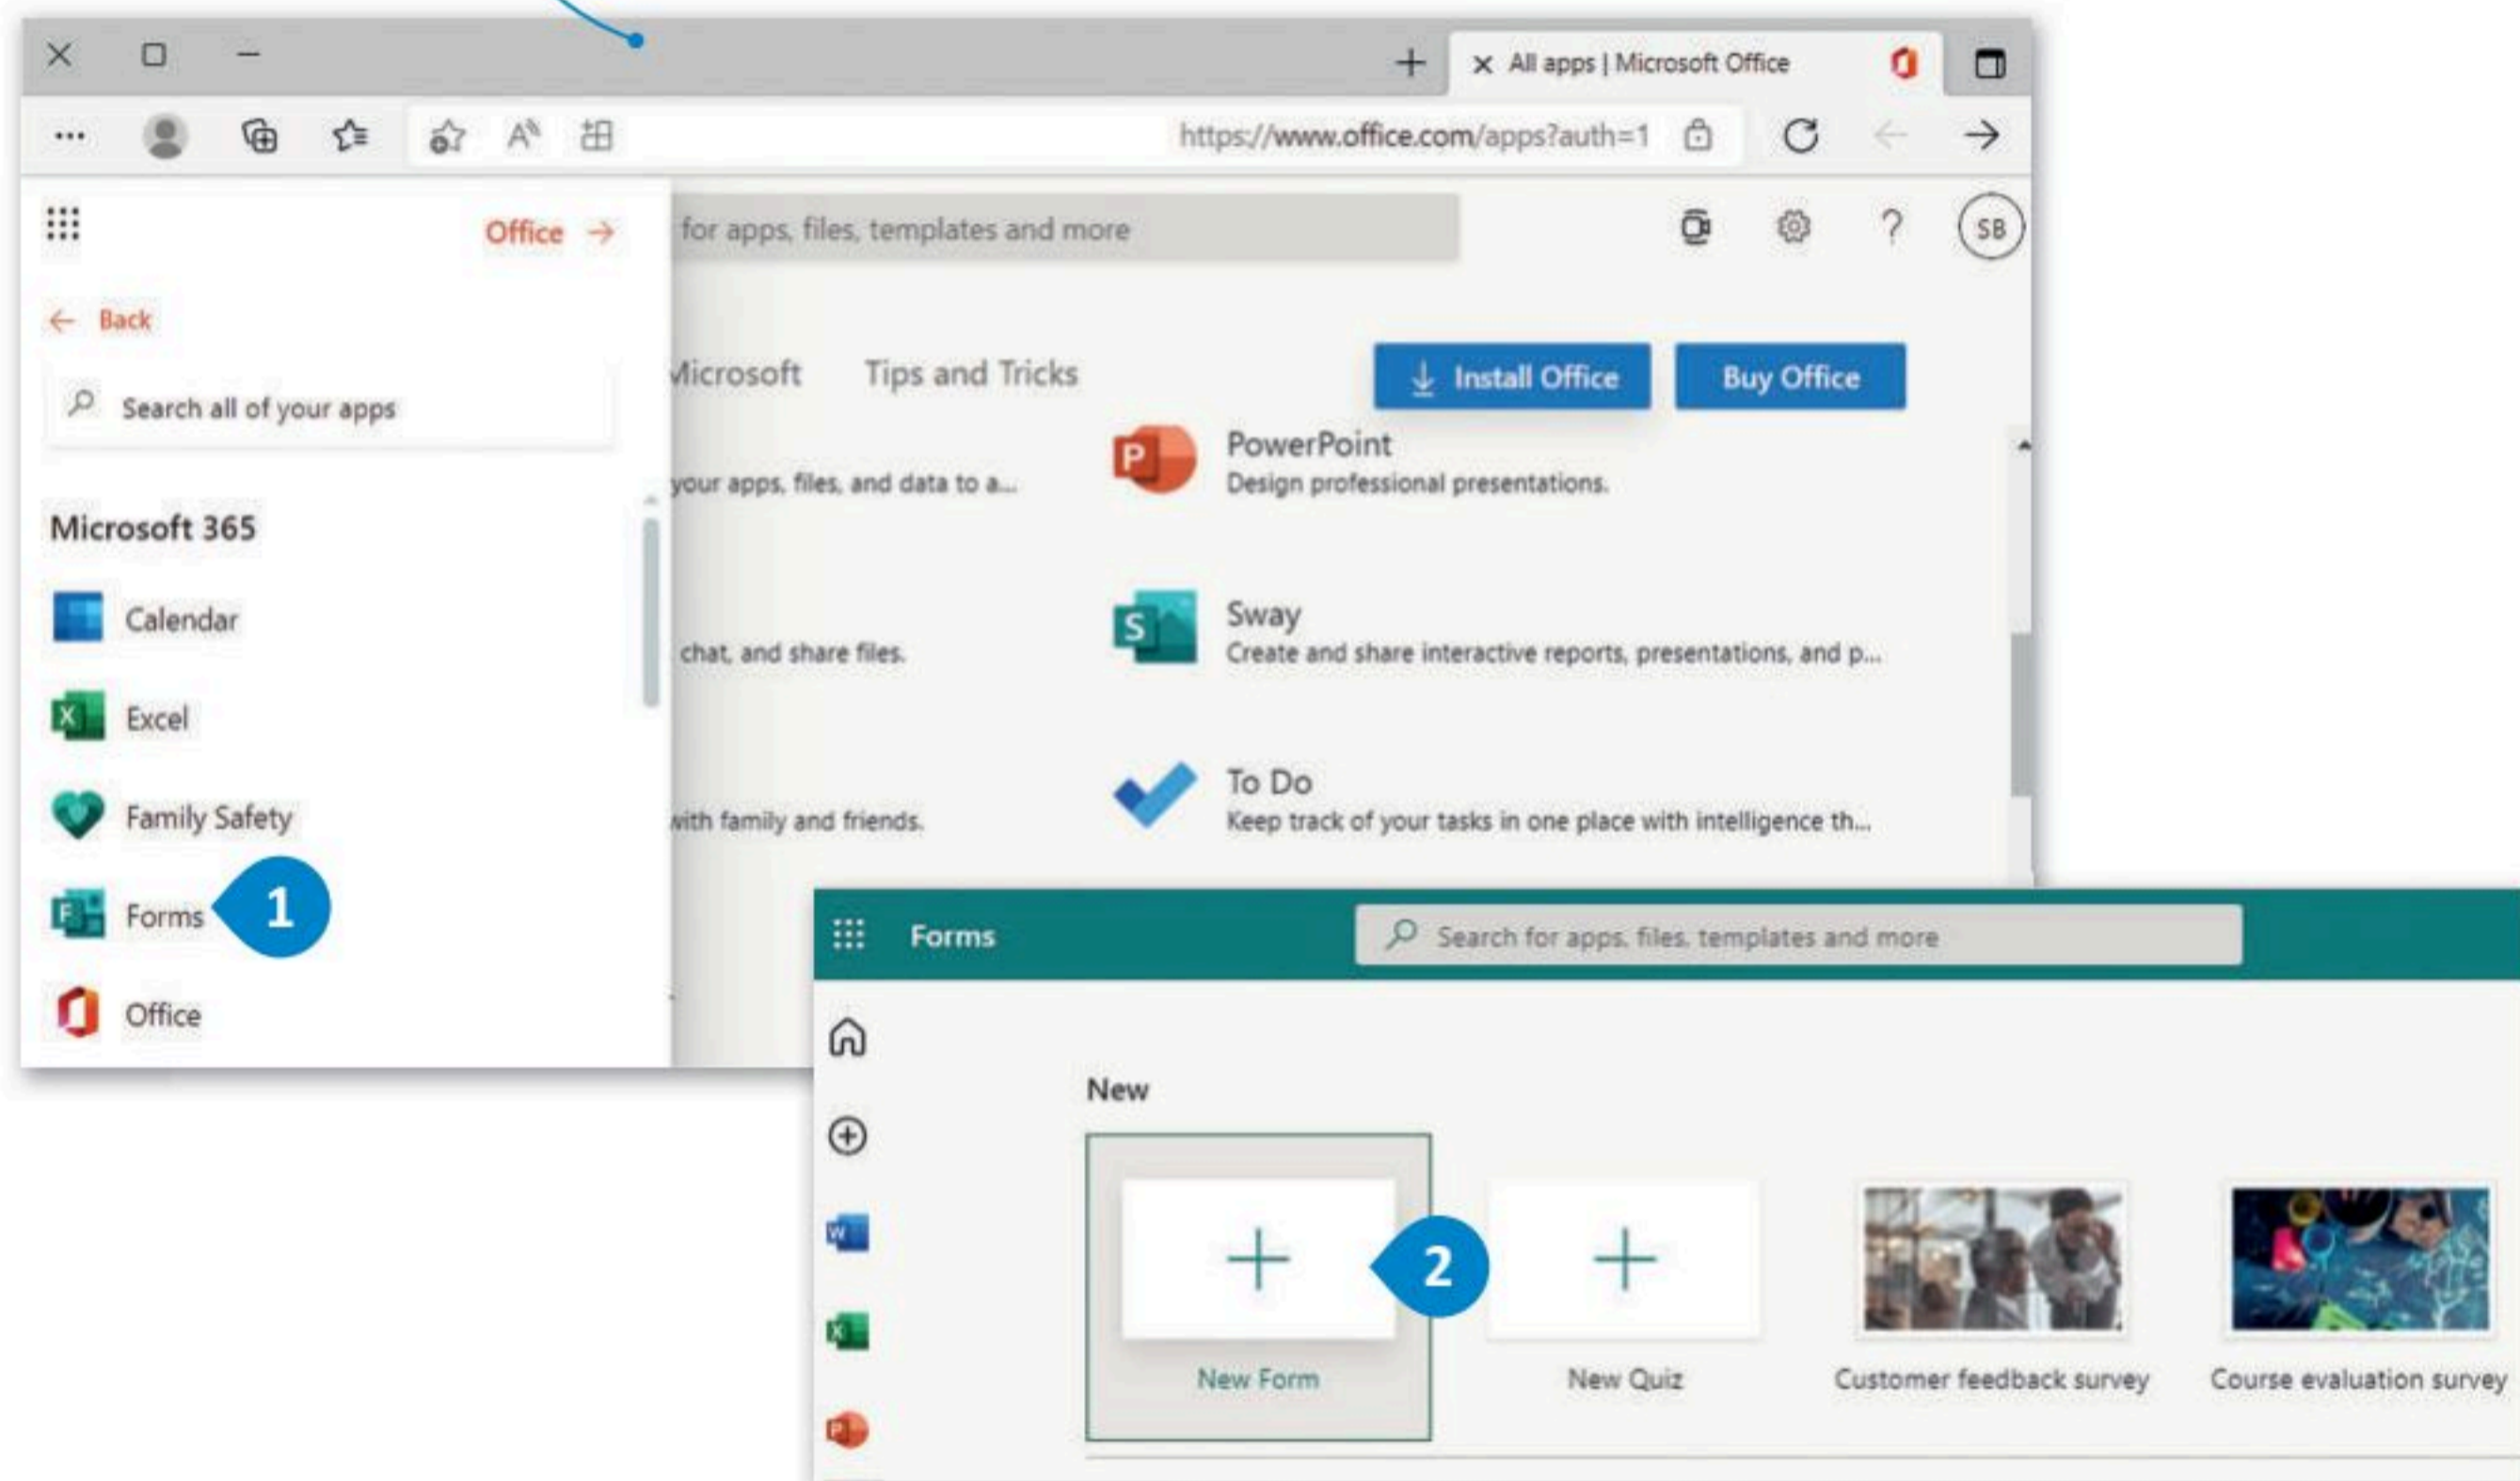 All apps | Microsoft Office
https://www.office.com/apps?auth=1
Office →
for apps, files, templates and more
?
SB
← Back
Search all of your apps
Microsoft
Tips and Tricks
Install Office
Buy Office
PowerPoint
Design professional presentations.
your apps, files, and data to a...
Microsoft 365
Calendar
Sway
Create and share interactive reports, presentations, and p...
chat, and share files.
Excel
To Do
Keep track of your tasks in one place with intelligence th...
with family and friends.
Family Safety
Forms
1
Office
Forms
Search for apps, files, templates and more
New
2
New Form
New Quiz
Customer feedback survey
Course evaluation survey